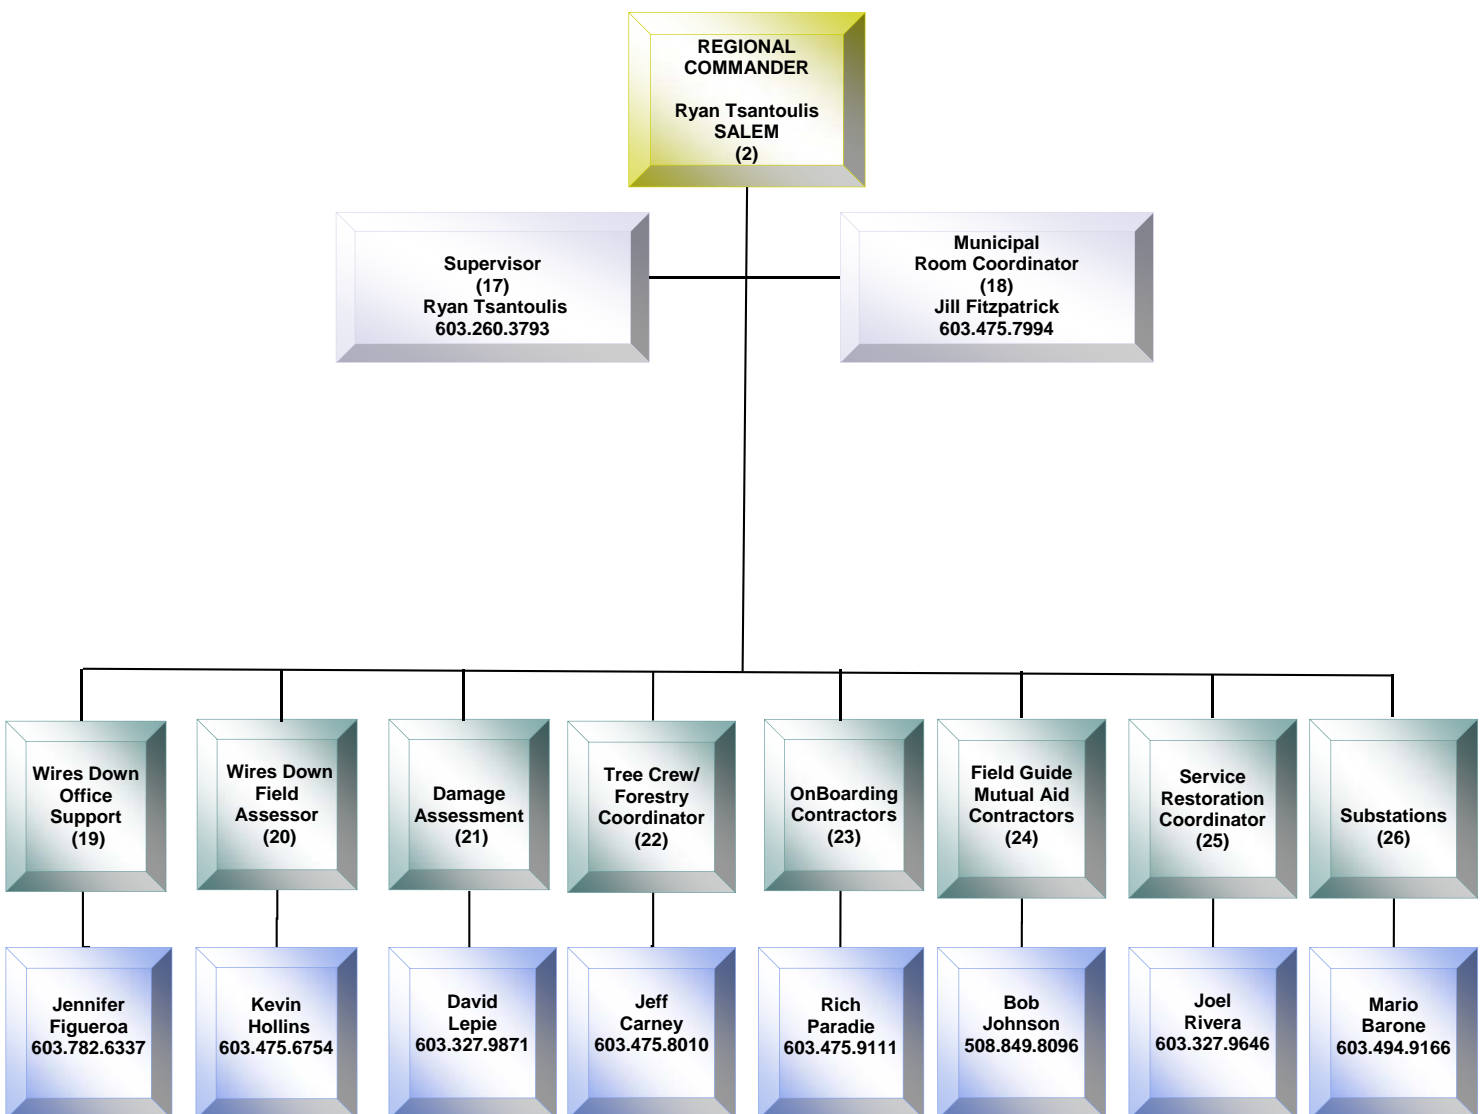 REGIONAL
COMMANDER
Ryan Tsantoulis
SALEM
(2)
Supervisor
(17)
Ryan Tsantoulis
603.260.3793
Municipal
Room Coordinator
(18)
Jill Fitzpatrick
603.475.7994
Wires Down
Office
Support
(19)
Wires Down
Field
Assessor
(20)
Damage
Assessment
(21)
Tree Crew/
Forestry
Coordinator
(22)
OnBoarding
Contractors
(23)
Field Guide
Mutual Aid
Contractors
(24)
Service
Restoration
Coordinator
(25)
Substations
(26)
Jennifer
Figueroa
603.782.6337
Kevin
Hollins
603.475.6754
David
Lepie
603.327.9871
Jeff
Carney
603.475.8010
Rich
Paradie
603.475.9111
Bob
Johnson
508.849.8096
Joel
Rivera
603.327.9646
Mario
Barone
603.494.9166